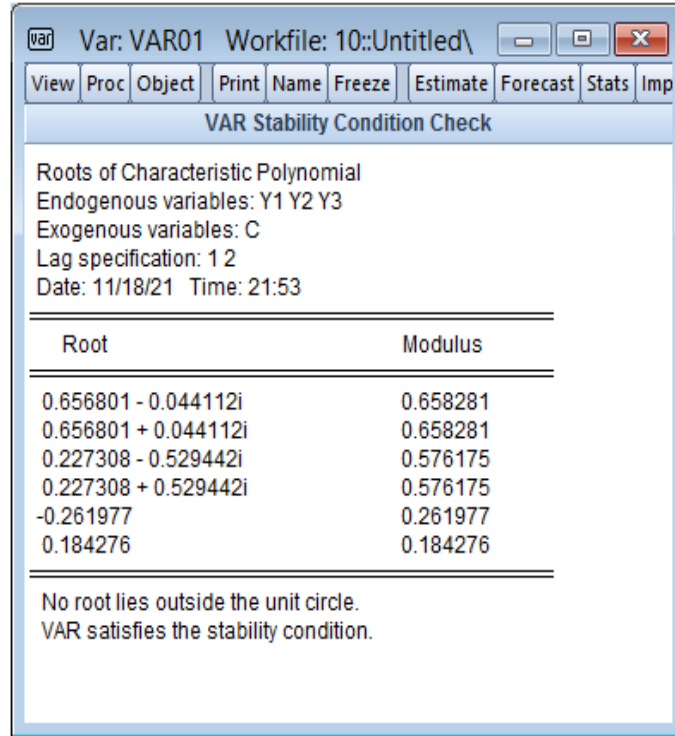 var Var: VAR01 Workfile: 10::Untitled\
View Proc Object Print Name Freeze Estimate Forecast Stats Imp
VAR Stability Condition Check
Roots of Characteristic Polynomial
Endogenous variables: Y1 Y2 Y3
Exogenous variables: C
Lag specification: 1 2
Date: 11/18/21 Time: 21:53
Root Modulus
0.656801 - 0.044112i 0.658281
0.656801 + 0.044112i 0.658281
0.227308 - 0.529442i 0.576175
0.227308 + 0.529442i 0.576175
-0.261977 0.261977
0.184276 0.184276
No root lies outside the unit circle.
VAR satisfies the stability condition.